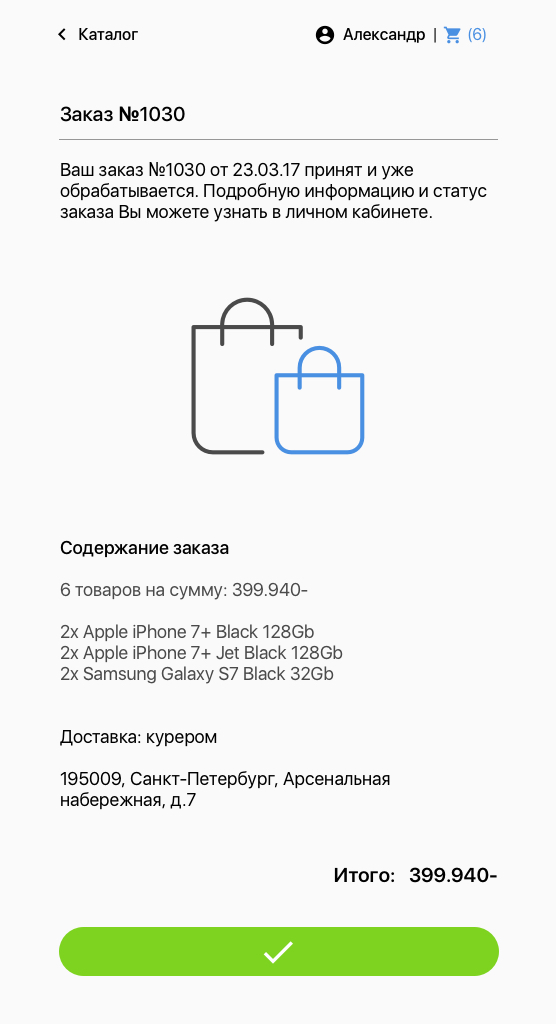 Каталог
Александр | (6)
Заказ №1030
Ваш заказ №1030 от 23.03.17 принят и уже
обрабатывается. Подробную информацию и статус
заказа Вы можете узнать в личном кабинете.
Содержание заказа
6 товаров на сумму: 399.940-
2x Apple iPhone 7+ Black 128Gb
2x Apple iPhone 7+ Jet Black 128Gb
2x Samsung Galaxy S7 Black 32Gb
Доставка: курером
195009, Санкт-Петербург, Арсенальная
набережная, д.7
Итого: 399.940-